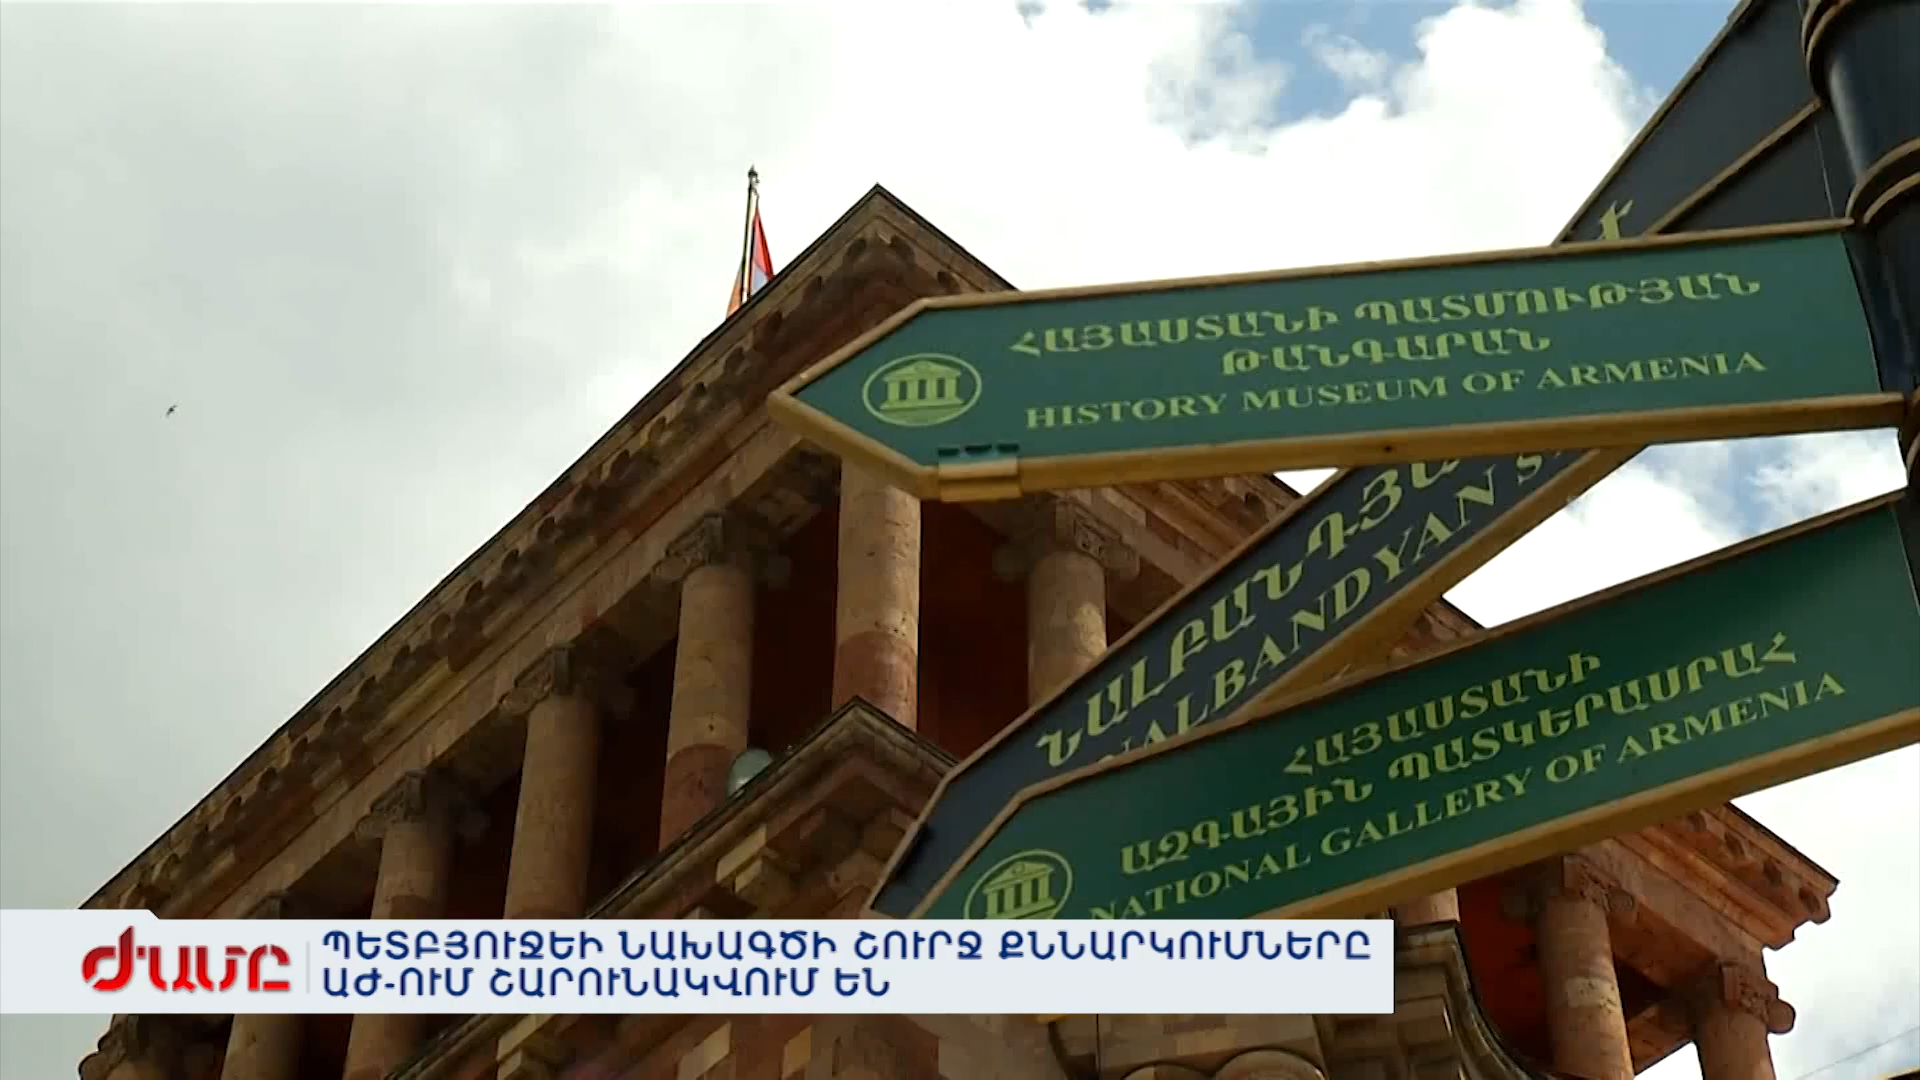 ՀԱՅԱՍՏԱՆԻ ՊԱՏՄՈՒԹՅԱՆ
ԹԱՆԳԱՐԱՆ
HISTORY MUSEUM OF ARMENIA
ՆԱԼԲԱՆԴՅԱ
NALBANDYAN S
ՀԱՅԱՍՏԱՆԻ
ԱԶԳԱՅԻՆ ՊԱՏԿԵՐԱՍՐԱՀ
NATIONAL GALLERY OF ARMENIA
ԺԱՄԸ
ՊԵՏԲՅՈՒՋԵԻ ՆԱԽԱԳԾԻ ՇՈՒՐՋ ՔՆՆԱՐԿՈՒՄՆԵՐԸ
ԱԺ-ՈՒՄ ՇԱՐՈՒՆԱԿՎՈՒՄ ԵՆ